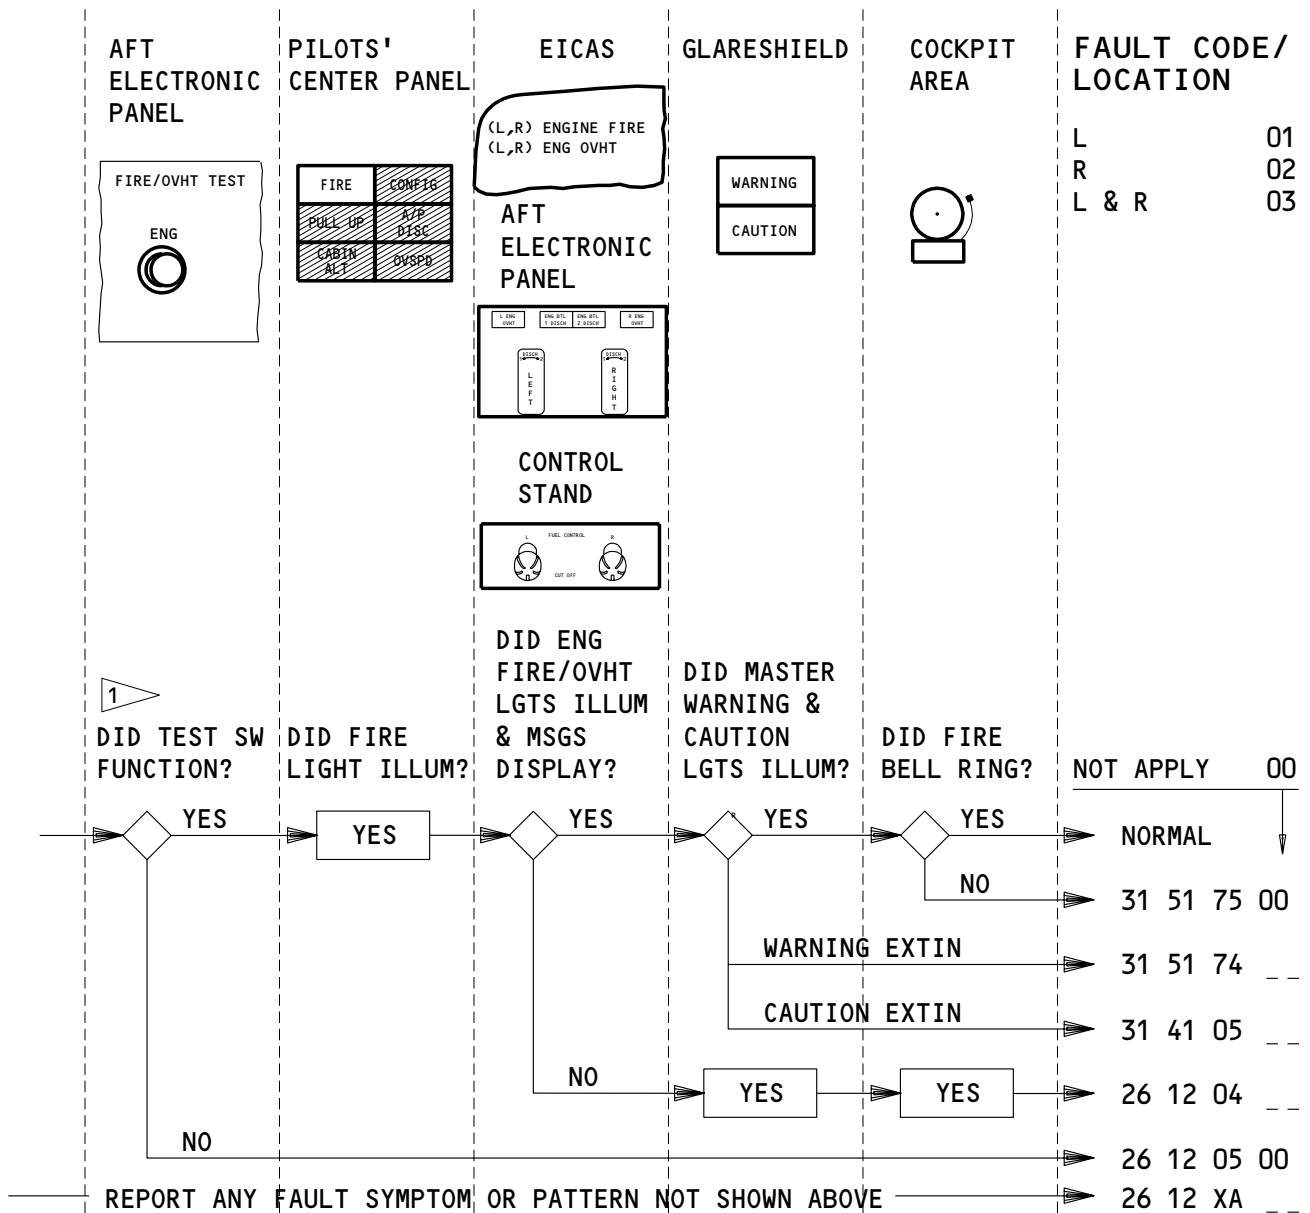 AFT
ELECTRONIC
PANEL
PILOTS'
CENTER PANEL
EICAS
GLARESHIELD
COCKPIT
AREA
FAULT CODE/
LOCATION
L 01
R 02
L & R 03
FIRE/OVHT TEST
ENG
FIRE
CONFIG
PULL UP
A/P
DISC
CABIN
ALT
OVSPD
(L,R) ENGINE FIRE
(L,R) ENG OVHT
AFT
ELECTRONIC
PANEL
L ENG
OVHT
ENG BTL
1 DISCH
ENG BTL
2 DISCH
R ENG
OVHT
DISCH
1 2
LEFT
DISCH
1 2
RIGHT
CONTROL
STAND
L FUEL CONTROL R
CUT OFF
WARNING
CAUTION
1
DID TEST SW
FUNCTION?
DID FIRE
LIGHT ILLUM?
DID ENG
FIRE/OVHT
LGTS ILLUM
& MSGS
DISPLAY?
DID MASTER
WARNING &
CAUTION
LGTS ILLUM?
DID FIRE
BELL RING?
NOT APPLY 00
YES
YES
YES
YES
YES
NORMAL
NO
31 51 75 00
WARNING EXTIN
31 51 74 _ _
CAUTION EXTIN
31 41 05 _ _
NO
YES
YES
26 12 04 _ _
NO
26 12 05 00
REPORT ANY FAULT SYMPTOM OR PATTERN NOT SHOWN ABOVE
26 12 XA _ _